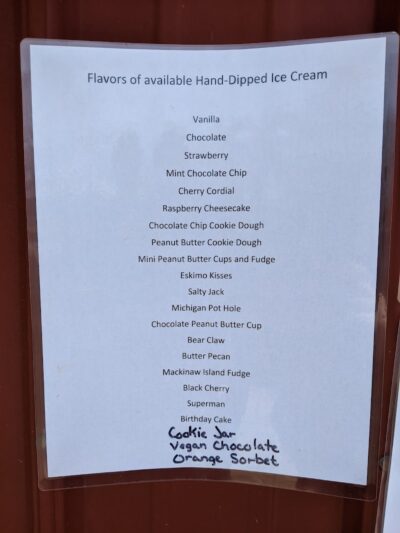 Flavors of available Hand-Dipped Ice Cream
Vanilla
Chocolate
Strawberry
Mint Chocolate Chip
Cherry Cordial
Raspberry Cheesecake
Chocolate Chip Cookie Dough
Peanut Butter Cookie Dough
Mini Peanut Butter Cups and Fudge
Eskimo Kisses
Salty Jack
Michigan Pot Hole
Chocolate Peanut Butter Cup
Bear Claw
Butter Pecan
Mackinaw Island Fudge
Black Cherry
Superman
Birthday Cake
Cookie Jar
Vegan Chocolate
Orange Sorbet